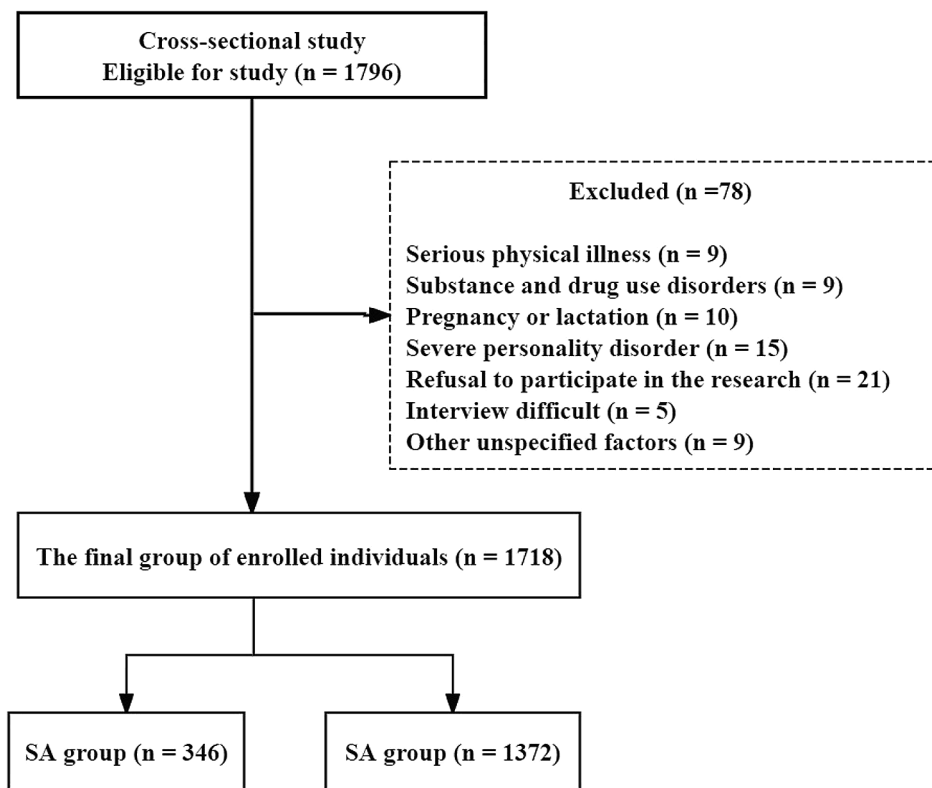 Cross-sectional study
Eligible for study (n = 1796)
Excluded (n =78)
Serious physical illness (n = 9)
Substance and drug use disorders (n = 9)
Pregnancy or lactation (n = 10)
Severe personality disorder (n = 15)
Refusal to participate in the research (n = 21)
Interview difficult (n = 5)
Other unspecified factors (n = 9)
The final group of enrolled individuals (n = 1718)
SA group (n = 346)
SA group (n = 1372)